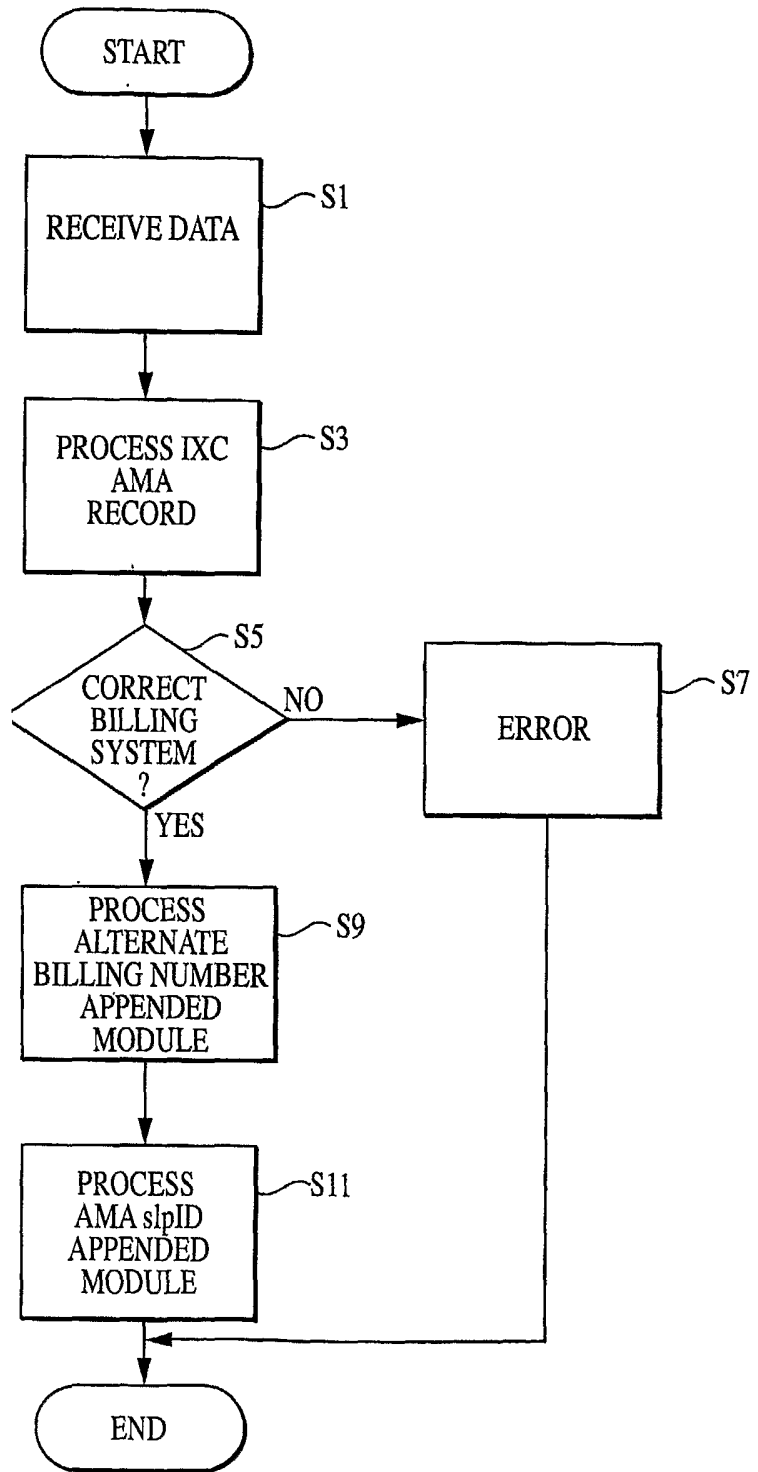 START
RECEIVE DATA
S1
PROCESS IXC
AMA
RECORD
S3
CORRECT
BILLING
SYSTEM
?
S5
NO
ERROR
S7
YES
PROCESS
ALTERNATE
BILLING NUMBER
APPENDED
MODULE
S9
PROCESS
AMA slpID
APPENDED
MODULE
S11
END